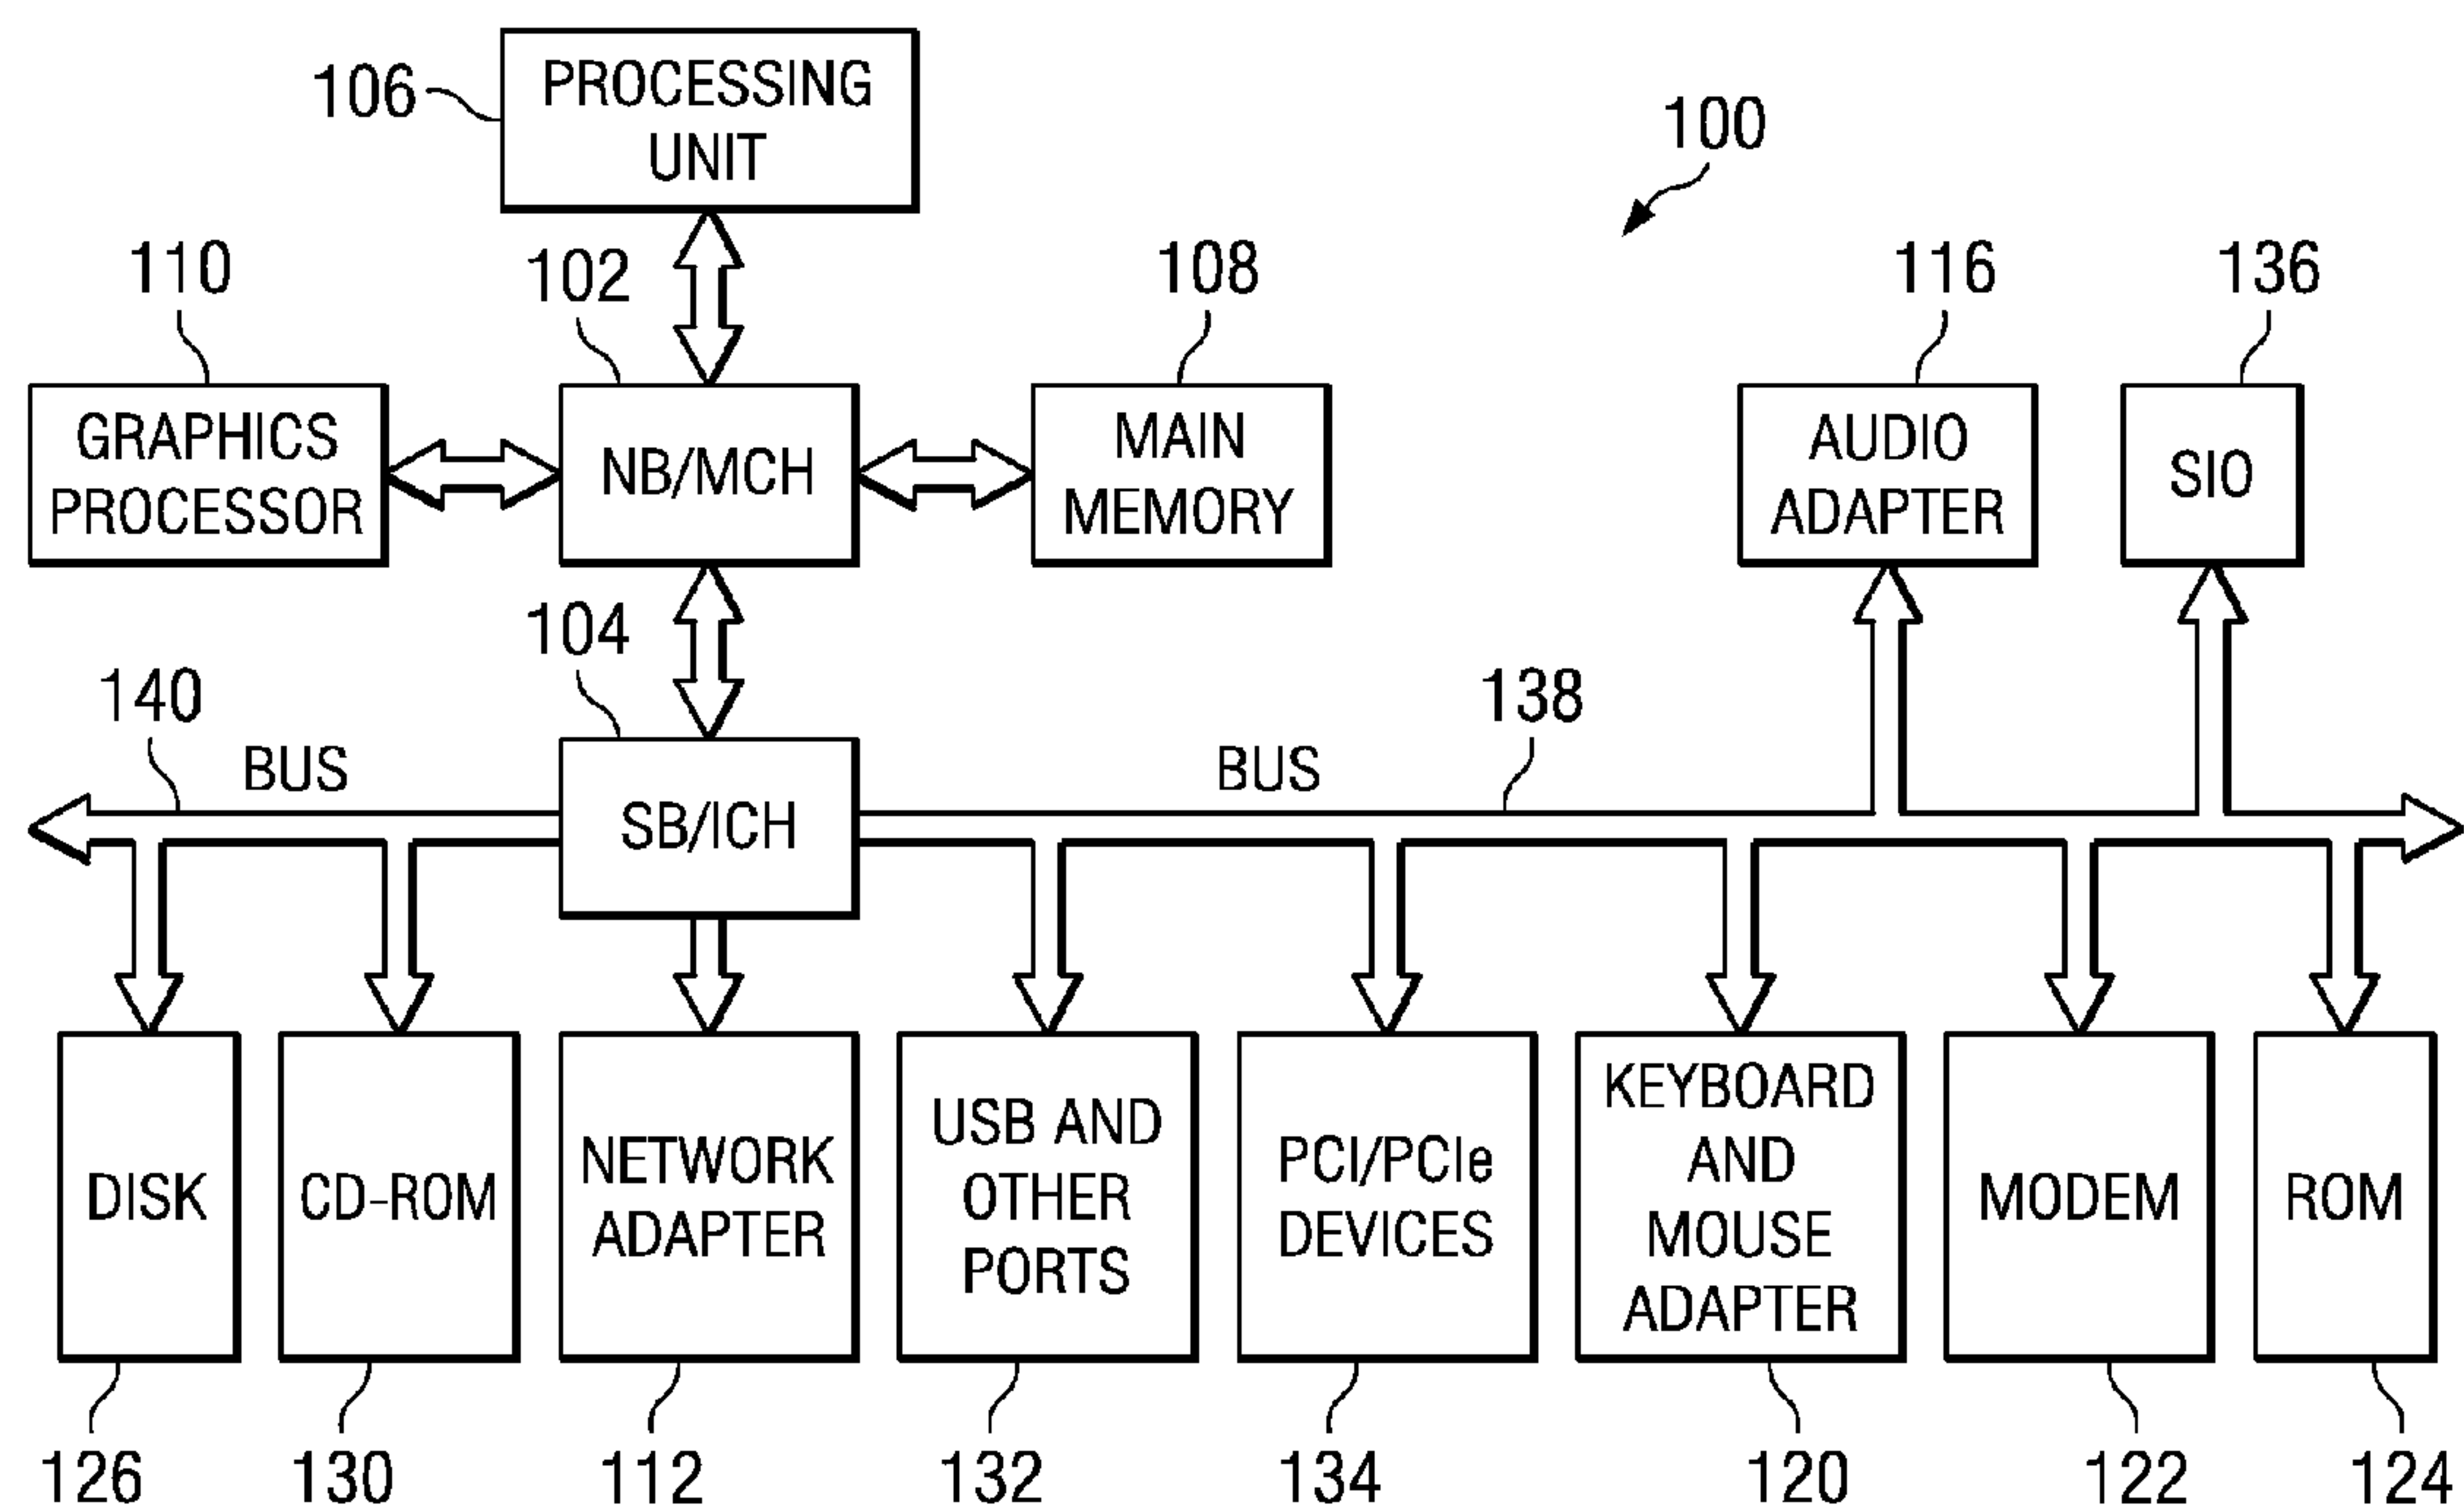 PROCESSING
UNIT
106
100
110
102
108
116
136
GRAPHICS
PROCESSOR
NB/MCH
MAIN
MEMORY
AUDIO
ADAPTER
SIO
104
140
BUS
SB/ICH
BUS
138
DISK
CD-ROM
NETWORK
ADAPTER
USB AND
OTHER
PORTS
PCI/PCIe
DEVICES
KEYBOARD
AND
MOUSE
ADAPTER
MODEM
ROM
126
130
112
132
134
120
122
124